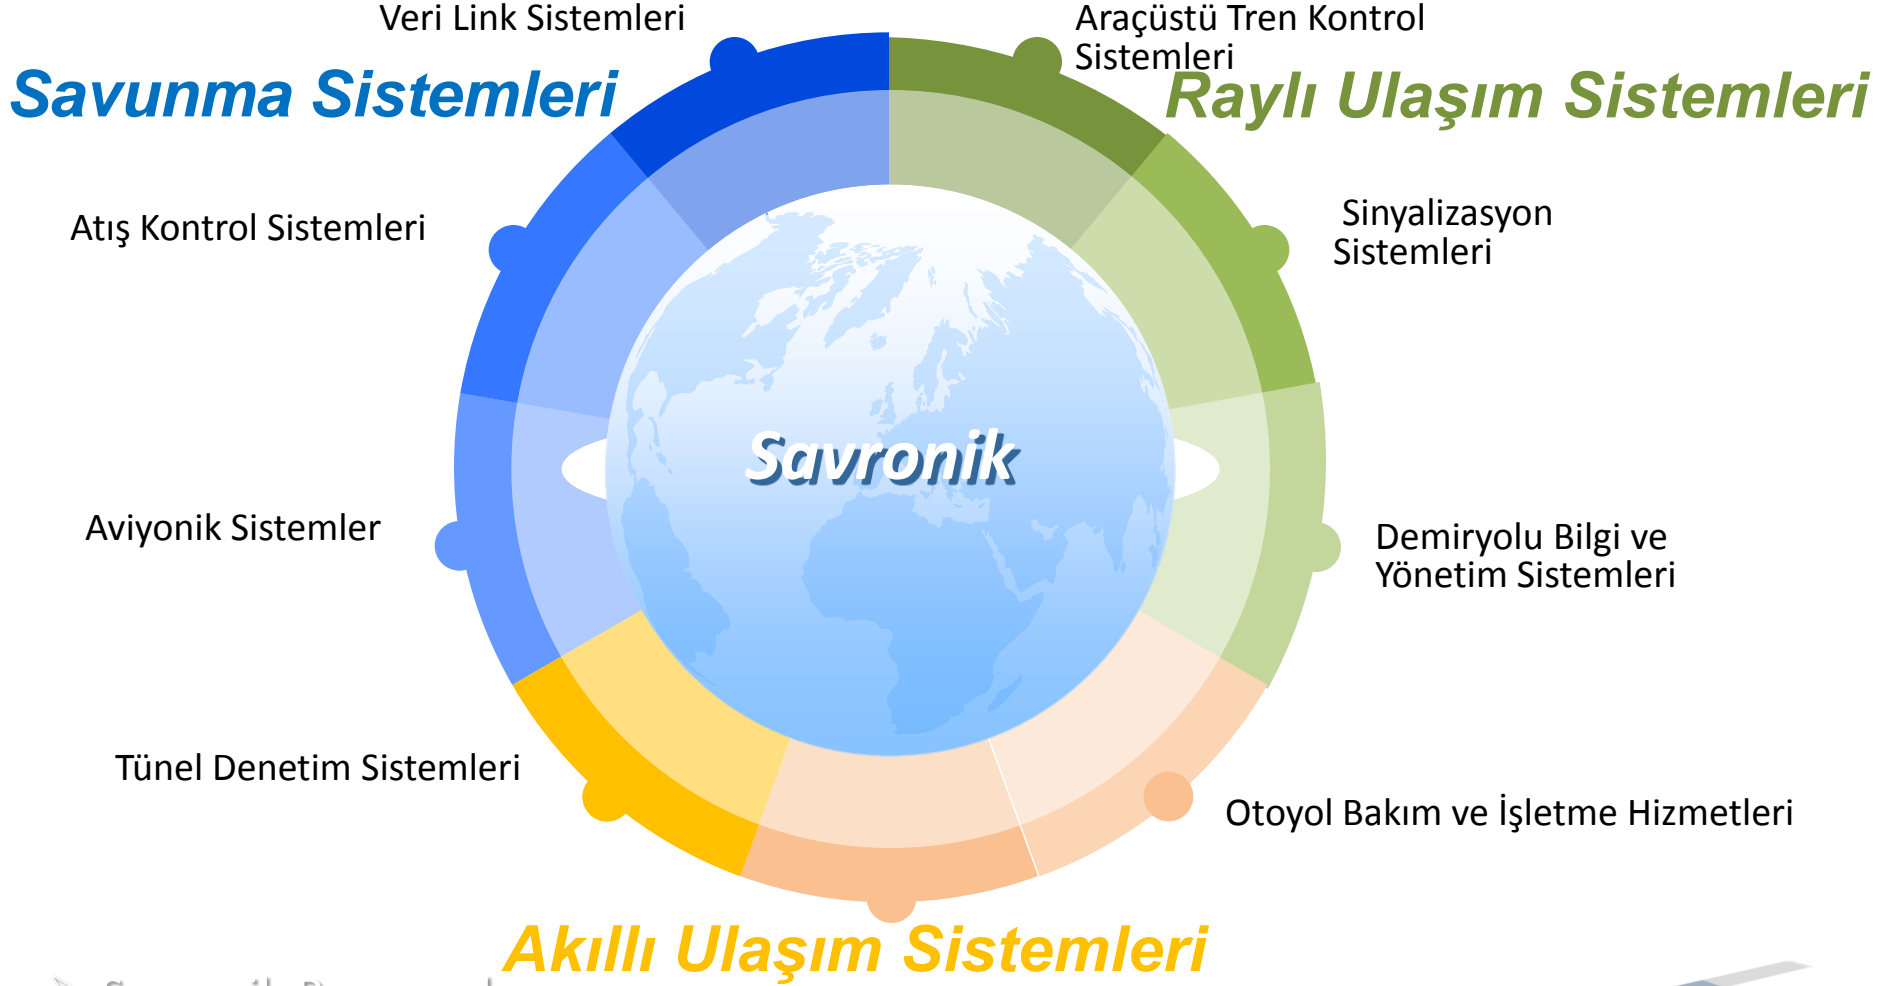 Veri Link Sistemleri
Araçüstü Tren Kontrol
Sistemleri
Savunma Sistemleri
Raylı Ulaşım Sistemleri
Atış Kontrol Sistemleri
Sinyalizasyon
Sistemleri
Savronik
Aviyonik Sistemler
Demiryolu Bilgi ve
Yönetim Sistemleri
Tünel Denetim Sistemleri
Otoyol Bakım ve İşletme Hizmetleri
Akıllı Ulaşım Sistemleri